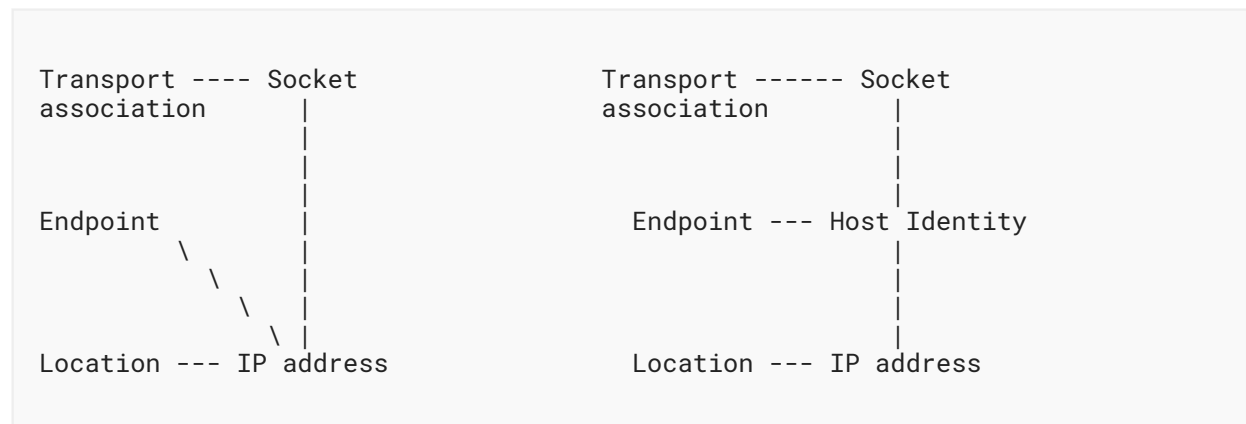 Transport ---- Socket                Transport ------ Socket
association      |                   association        |
                 |                                      |
                 |                                      |
                 |                                      |
Endpoint         |                     Endpoint --- Host Identity
         \       |                                      |
           \     |                                      |
             \   |                                      |
               \ |                                      |
Location --- IP address                Location --- IP address